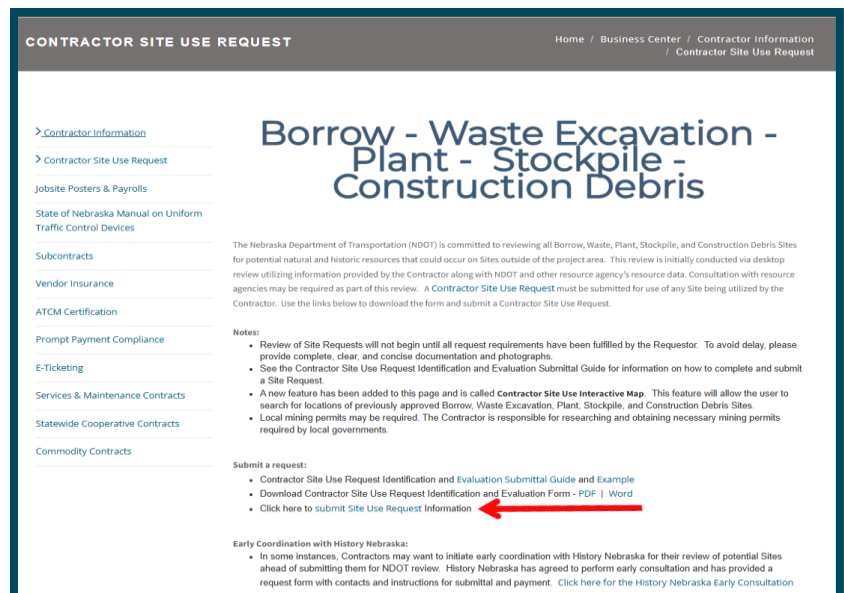 CONTRACTOR SITE USE REQUEST
Home / Business Center / Contractor Information
/ Contractor Site Use Request
Contractor Information
Contractor Site Use Request
Jobsite Posters & Payrolls
State of Nebraska Manual on Uniform
Traffic Control Devices
Subcontracts
Vendor Insurance
ATCM Certification
Prompt Payment Compliance
E-Ticketing
Services & Maintenance Contracts
Statewide Cooperative Contracts
Commodity Contracts
Borrow - Waste Excavation -
Plant - Stockpile -
Construction Debris
The Nebraska Department of Transportation (NDOT) is committed to reviewing all Borrow, Waste, Plant, Stockpile, and Construction Debris Sites
for potential natural and historic resources that could occur on Sites outside of the project area. This review is initially conducted via desktop
review utilizing information provided by the Contractor along with NDOT and other resource agency's resource data. Consultation with resource
agencies may be required as part of this review. A Contractor Site Use Request must be submitted for use of any Site being utilized by the
Contractor. Use the links below to download the form and submit a Contractor Site Use Request.
Notes:
• Review of Site Requests will not begin until all request requirements have been fulfilled by the Requestor. To avoid delay, please
provide complete, clear, and concise documentation and photographs.
• See the Contractor Site Use Request Identification and Evaluation Submittal Guide for information on how to complete and submit
a Site Request.
• A new feature has been added to this page and is called Contractor Site Use Interactive Map. This feature will allow the user to
search for locations of previously approved Borrow, Waste Excavation, Plant, Stockpile, and Construction Debris Sites.
• Local mining permits may be required. The Contractor is responsible for researching and obtaining necessary mining permits
required by local governments.
Submit a request:
• Contractor Site Use Request Identification and Evaluation Submittal Guide and Example
• Download Contractor Site Use Request Identification and Evaluation Form - PDF | Word
• Click here to submit Site Use Request Information
Early Coordination with History Nebraska:
• In some instances, Contractors may want to initiate early coordination with History Nebraska for their review of potential Sites
ahead of submitting them for NDOT review. History Nebraska has agreed to perform early consultation and has provided a
request form with contacts and instructions for submittal and payment. Click here for the History Nebraska Early Consultation